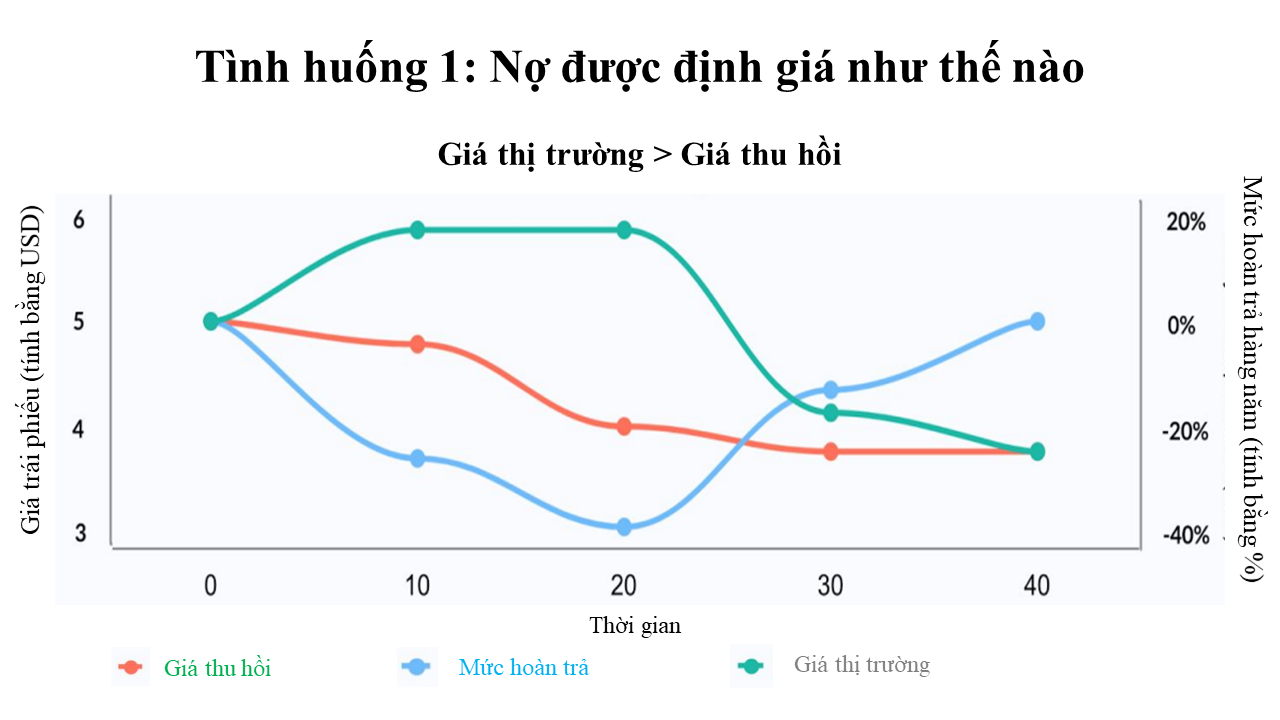 Tình huống 1: Nợ được định giá như thế nào
Giá thị trường > Giá thu hồi
Giá trái phiếu (tính bằng USD)
6
5
4
3
20%
0%
-20%
-40%
Mức hoàn trả hàng năm (tính bằng %)
0 10 20 30 40
Thời gian
Giá thu hồi Mức hoàn trả Giá thị trường